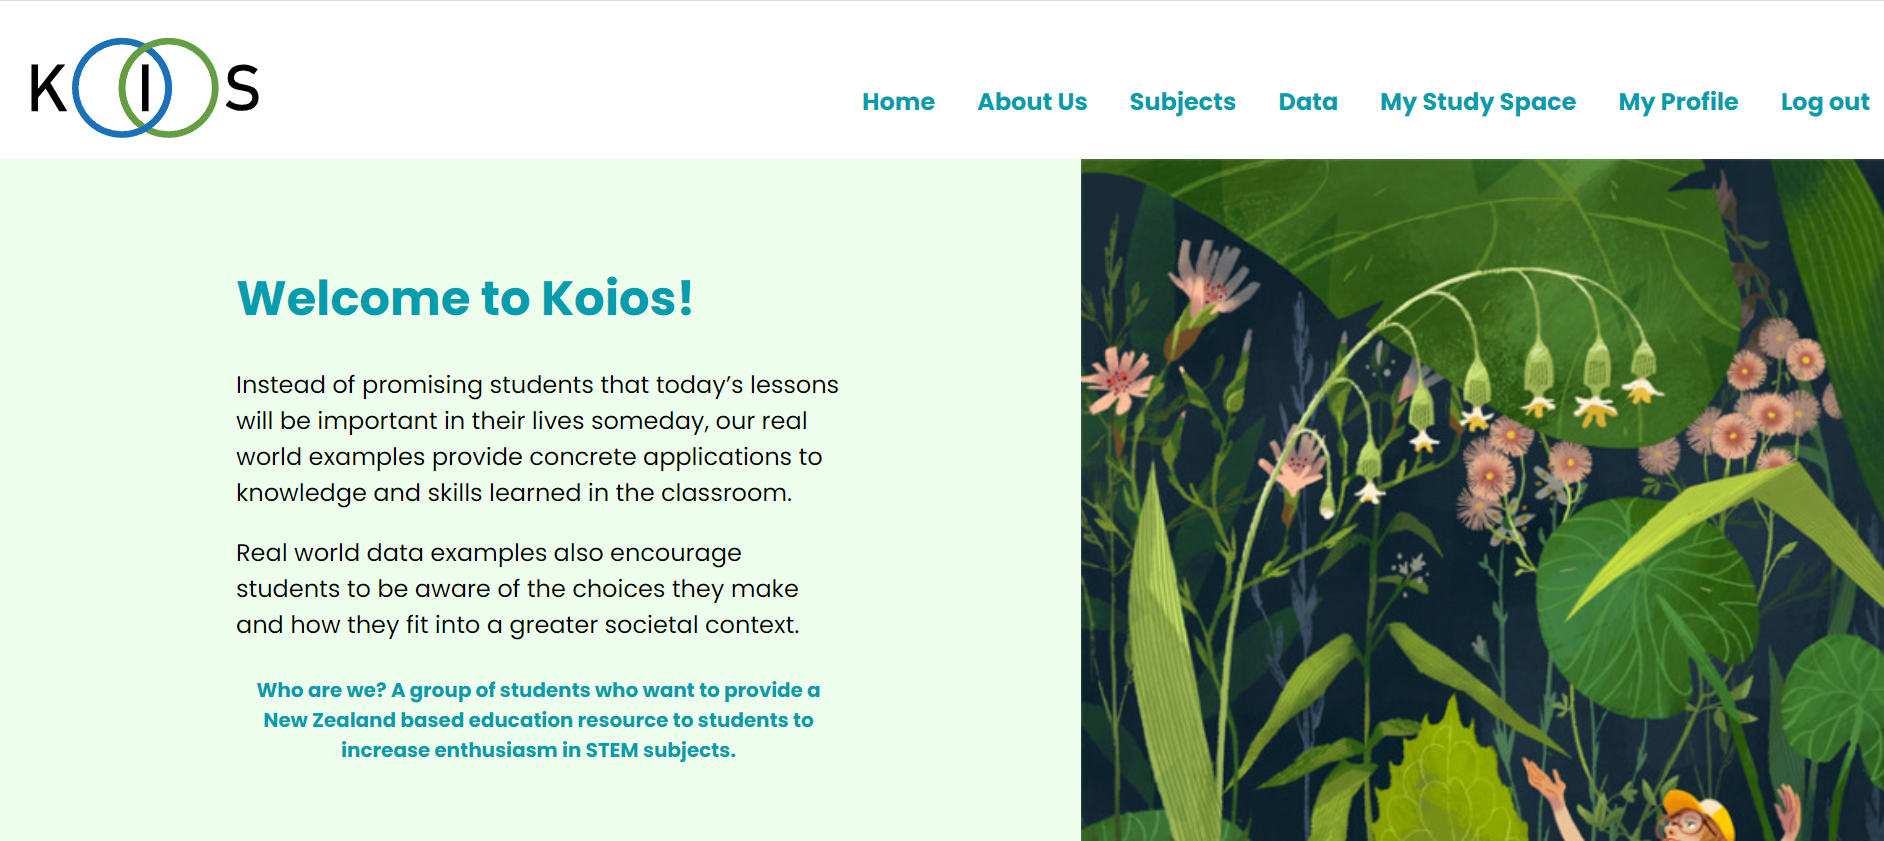 KOIOS
Home About Us Subjects Data My Study Space My Profile Log out
Welcome to Koios!
Instead of promising students that today’s lessons
will be important in their lives someday, our real
world examples provide concrete applications to
knowledge and skills learned in the classroom.
Real world data examples also encourage
students to be aware of the choices they make
and how they fit into a greater societal context.
Who are we? A group of students who want to provide a
New Zealand based education resource to students to
increase enthusiasm in STEM subjects.